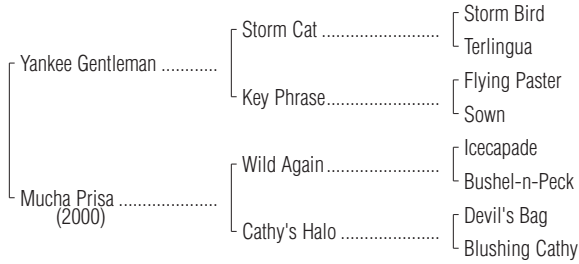 Storm Bird
Storm Cat ........................
Terlingua
Yankee Gentleman ...........
Flying Paster
Key Phrase.......................
Sown
Icecapade
Wild Again.......................
Bushel-n-Peck
Mucha Prisa ....................
(2000)
Devil's Bag
Cathy's Halo ....................
Blushing Cathy